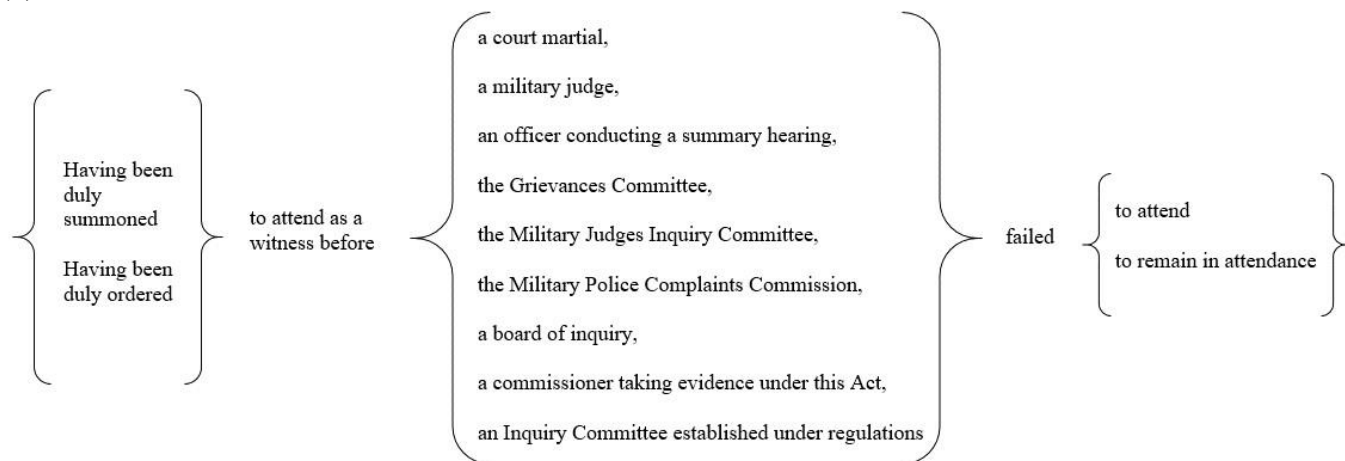 Having been
duly
summoned
Having been
duly ordered
to attend as a
witness before
a court martial,
a military judge,
an officer conducting a summary hearing,
the Grievances Committee,
the Military Judges Inquiry Committee,
the Military Police Complaints Commission,
a board of inquiry,
a commissioner taking evidence under this Act,
an Inquiry Committee established under regulations
failed
to attend
to remain in attendance